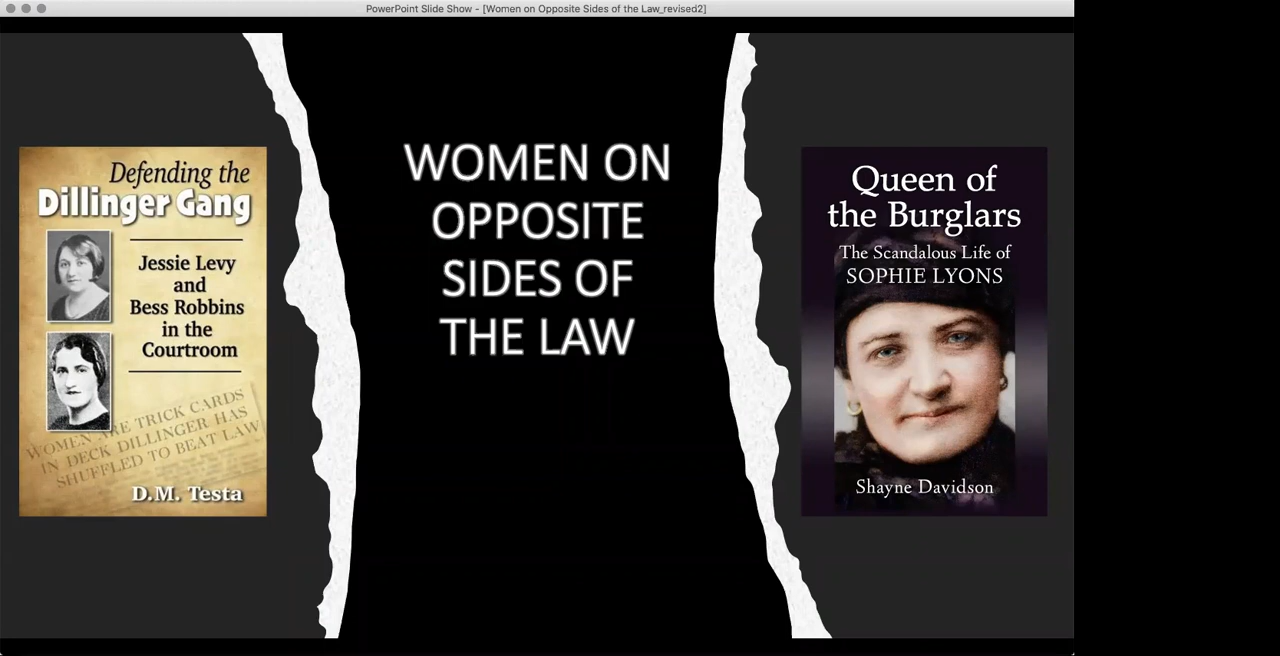 PowerPoint Slide Show - [Women on Opposite Sides of the Law_revised2]
Defending the
Dillinger Gang
Jessie Levy
and
Bess Robbins
in the
Courtroom
WOMEN ARE TRICK CARDS
IN DECK DILLINGER HAS
SHUFFLED TO BEAT LAW
D.M. Testa
WOMEN ON
OPPOSITE
SIDES OF
THE LAW
Queen of
the Burglars
The Scandalous Life of
SOPHIE LYONS
Shayne Davidson